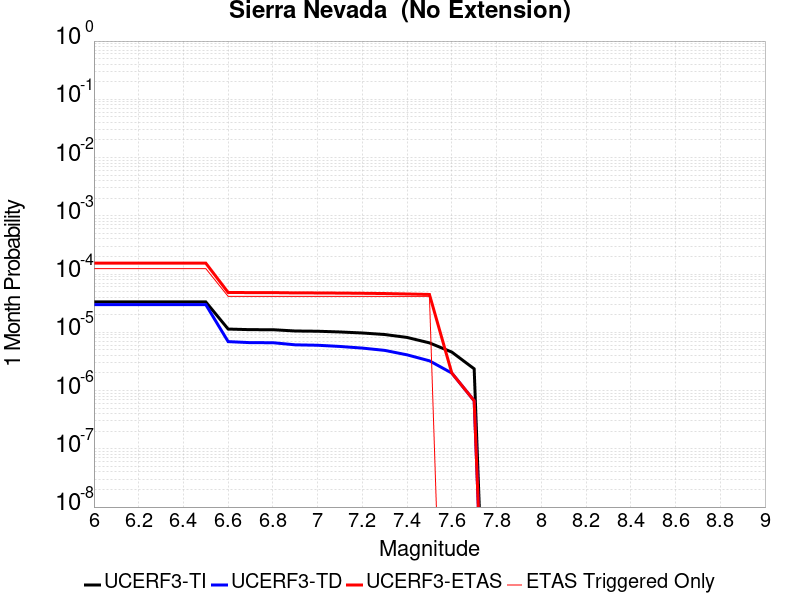 Sierra Nevada  (No Extension)
10^0
10^-1
10^-2
10^-3
10^-4
10^-5
10^-6
10^-7
10^-8
1 Month Probability
6 6.2 6.4 6.6 6.8 7 7.2 7.4 7.6 7.8 8 8.2 8.4 8.6 8.8 9
Magnitude
UCERF3-TI UCERF3-TD UCERF3-ETAS ETAS Triggered Only